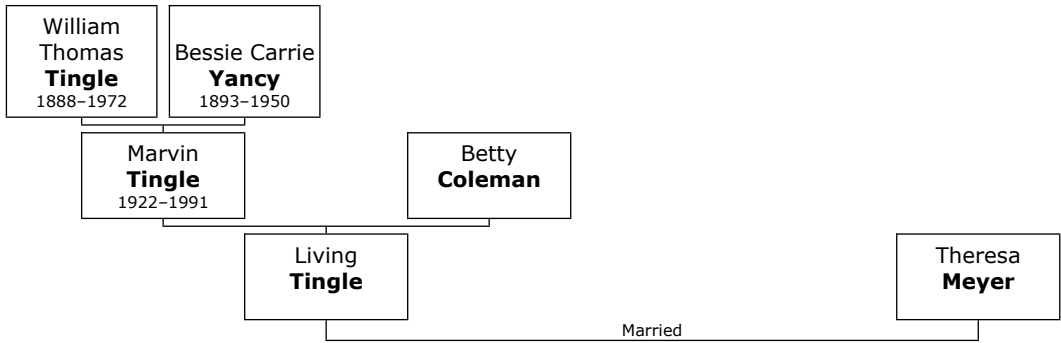 William
Thomas
Tingle
1888–1972
Bessie Carrie
Yancy
1893–1950
Marvin
Tingle
1922–1991
Betty
Coleman
Living
Tingle
Theresa
Meyer
Married